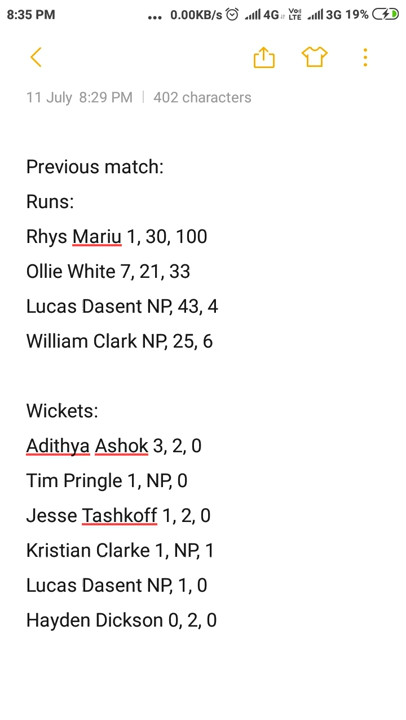 8:35 PM ... 0.00KB/s 4G VoLTE 3G 19%
11 July 8:29 PM | 402 characters
Previous match:
Runs:
Rhys Mariu 1, 30, 100
Ollie White 7, 21, 33
Lucas Dasent NP, 43, 4
William Clark NP, 25, 6
Wickets:
Adithya Ashok 3, 2, 0
Tim Pringle 1, NP, 0
Jesse Tashkoff 1, 2, 0
Kristian Clarke 1, NP, 1
Lucas Dasent NP, 1, 0
Hayden Dickson 0, 2, 0